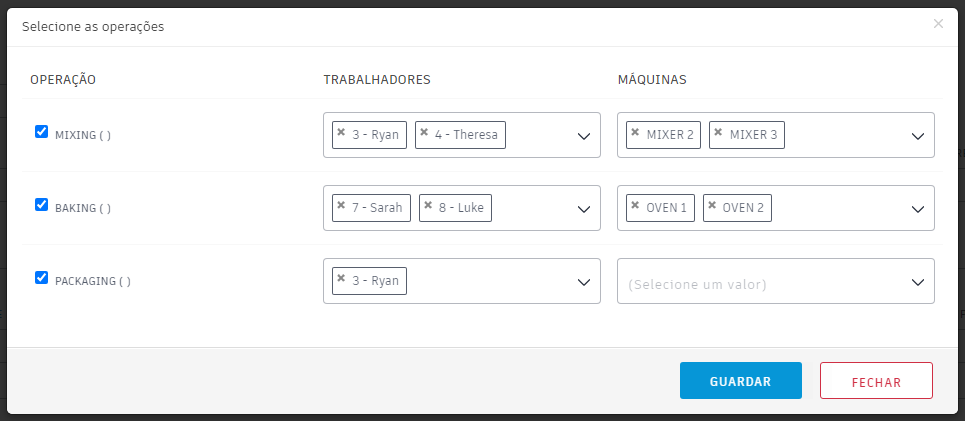 Selecione as operações ×
OPERAÇÃO TRABALHADORES MÁQUINAS
MIXING ( ) × 3 - Ryan × 4 - Theresa × MIXER 2 × MIXER 3
BAKING ( ) × 7 - Sarah × 8 - Luke × OVEN 1 × OVEN 2
PACKAGING ( ) × 3 - Ryan (Selecione um valor)
GUARDAR FECHAR